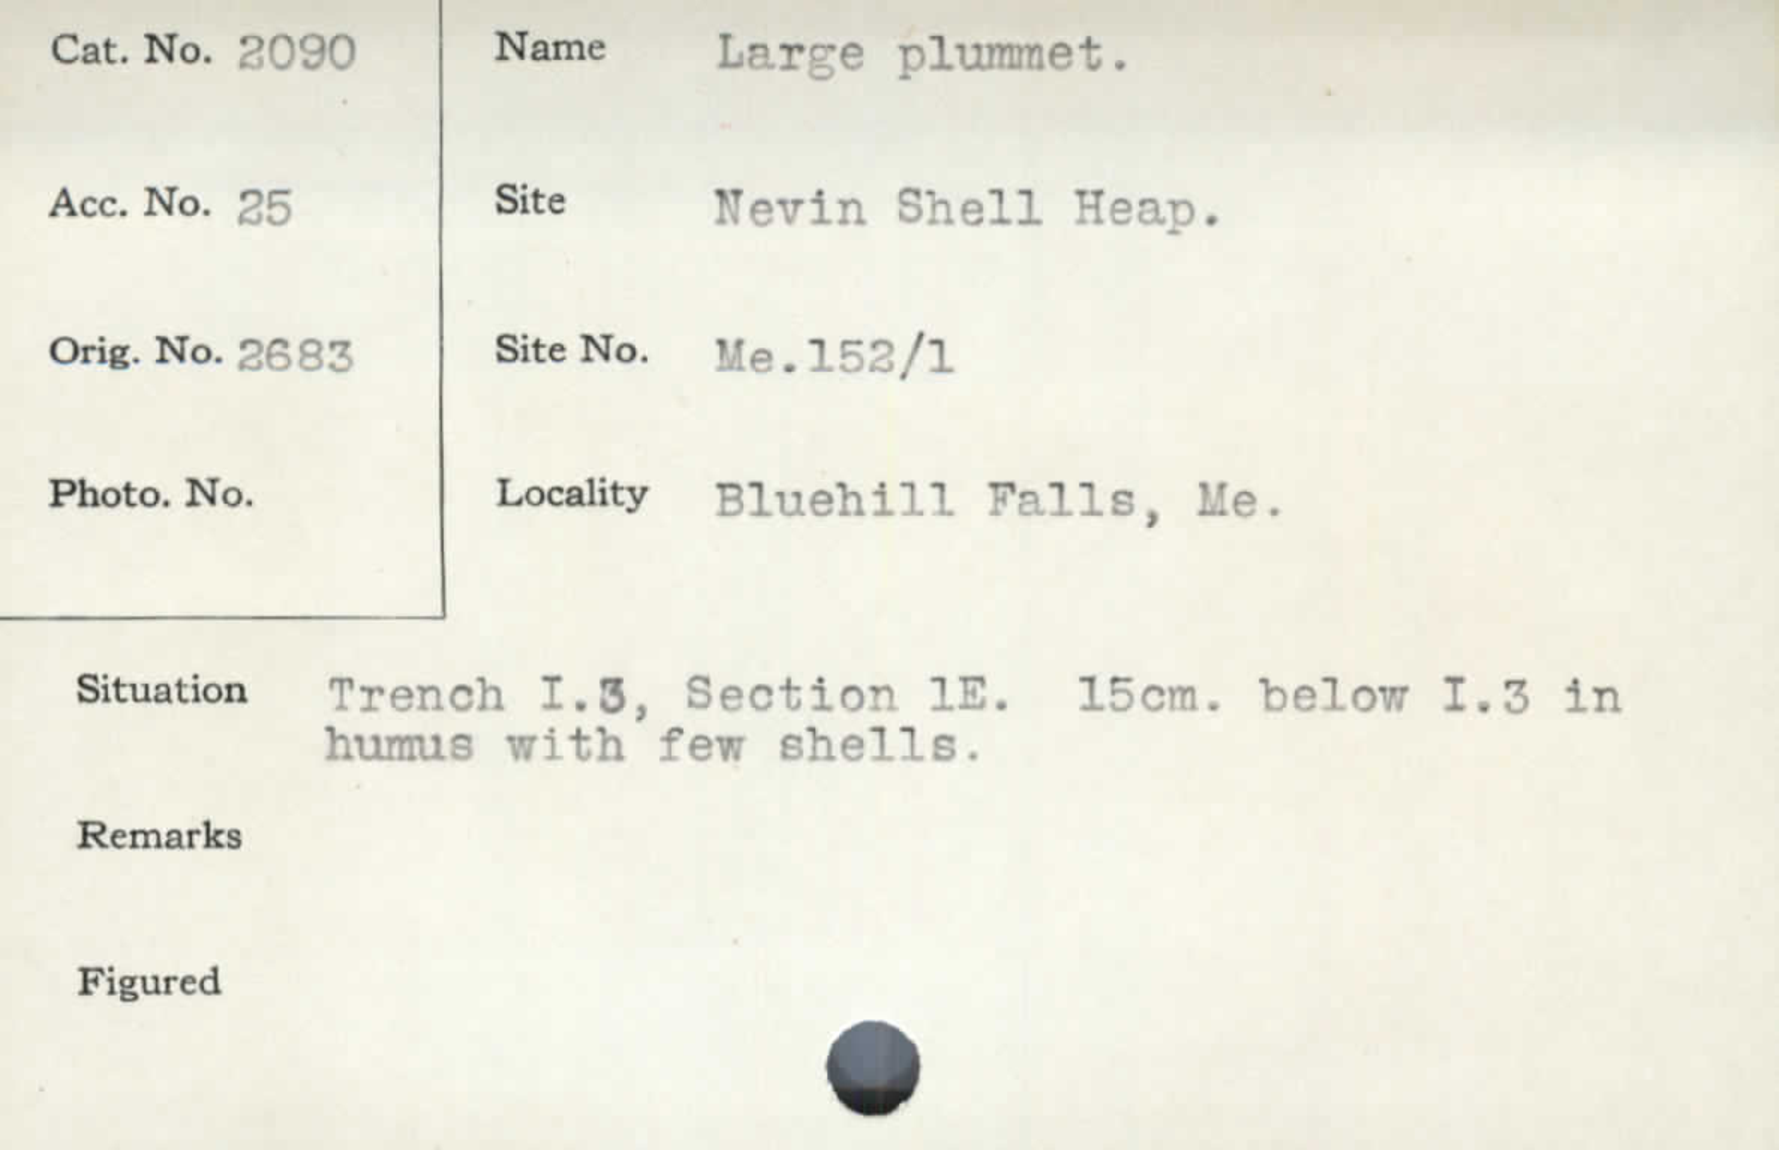 Cat. No. 2090
Acc. No. 25
Orig. No. 2683
Photo. No.
Name Large plummet.
Site Nevin Shell Heap.
Site No. Me.152/1
Locality Bluehill Falls, Me.
Situation Trench I.3, Section 1E. 15cm. below I.3 in
humus with few shells.
Remarks
Figured